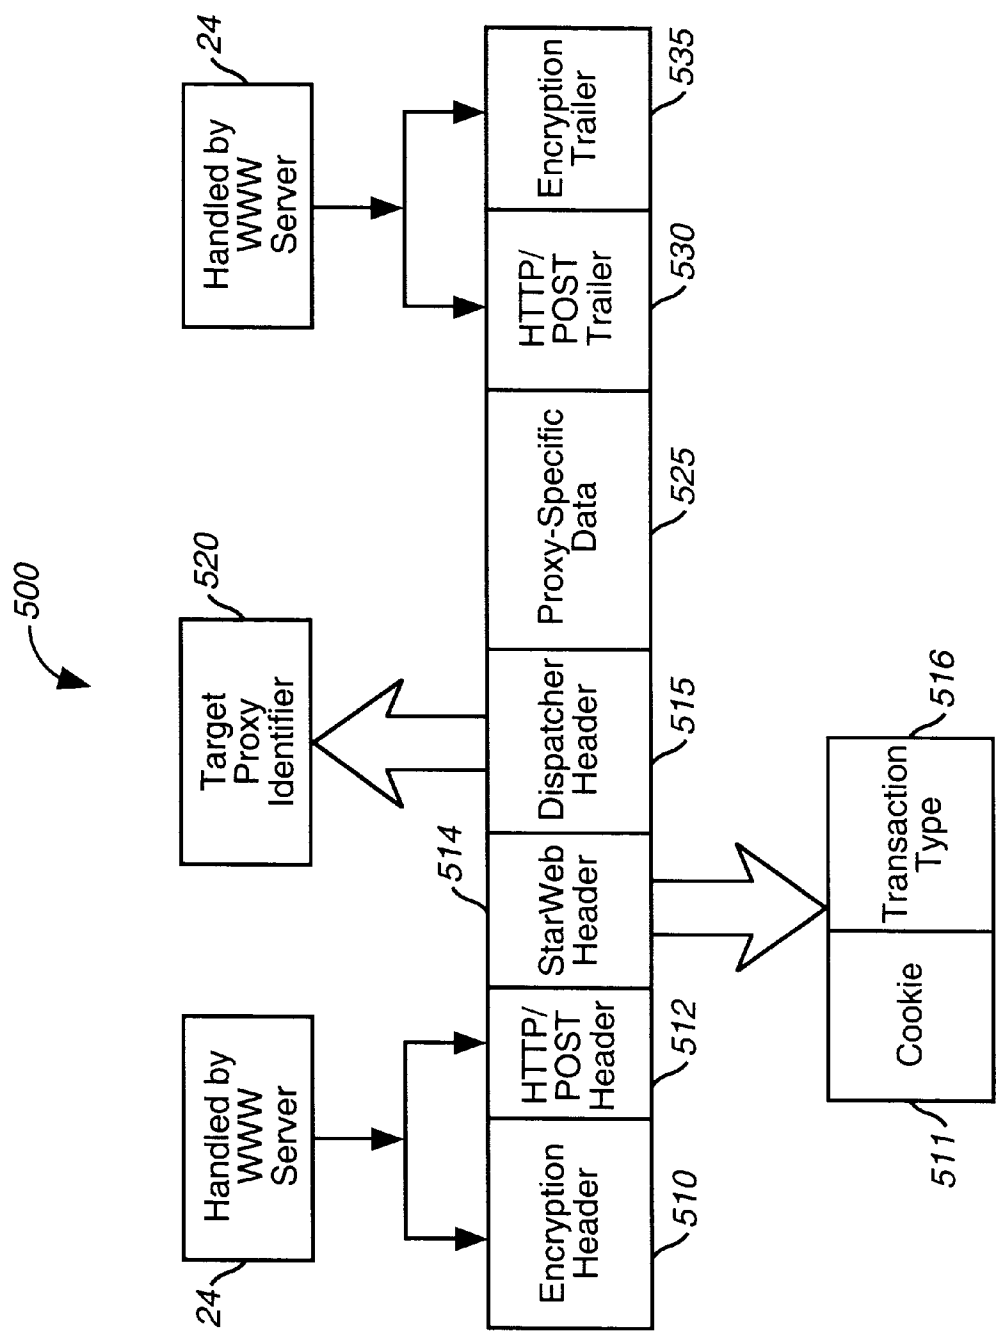 500
24
Handled by
WWW
Server
Target
Proxy
Identifier
520
Handled by
WWW
Server
24
Encryption
Header
510
HTTP/
POST
Header
512
StarWeb
Header
514
Dispatcher
Header
515
Proxy-Specific
Data
525
HTTP/
POST
Trailer
530
Encryption
Trailer
535
Cookie
511
Transaction
Type
516